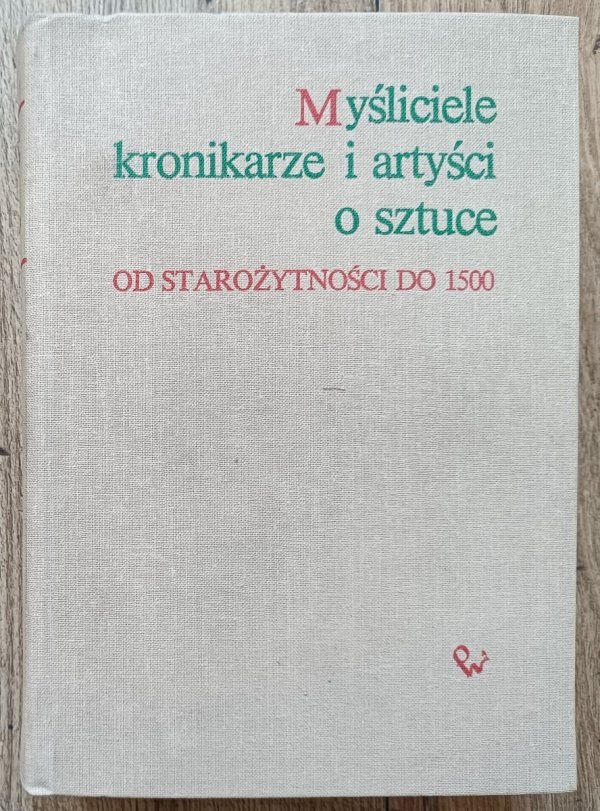 Myśliciele
kronikarze i artyści
o sztuce
OD STAROŻYTNOŚCI DO 1500